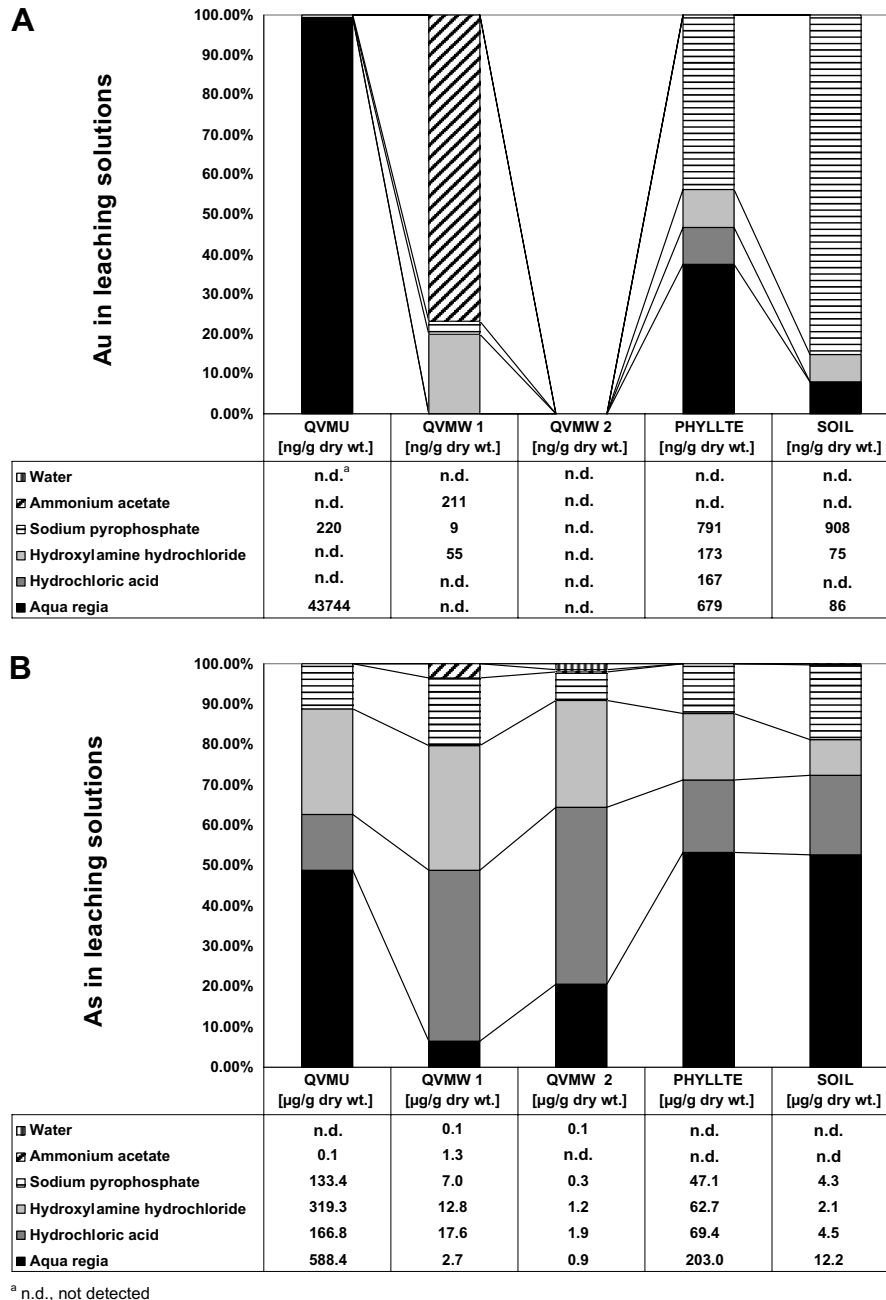 A
Au in leaching solutions
100.00%
90.00%
80.00%
70.00%
60.00%
50.00%
40.00%
30.00%
20.00%
10.00%
0.00%
QVMU QVMW 1 QVMW 2 PHYLLTE SOIL
[ng/g dry wt.] [ng/g dry wt.] [ng/g dry wt.] [ng/g dry wt.] [ng/g dry wt.]
Water n.d.a n.d. n.d. n.d. n.d.
Ammonium acetate n.d. 211 n.d. n.d. n.d.
Sodium pyrophosphate 220 9 n.d. 791 908
Hydroxylamine hydrochloride n.d. 55 n.d. 173 75
Hydrochloric acid n.d. n.d. n.d. 167 n.d.
Aqua regia 43744 n.d. n.d. 679 86
B
As in leaching solutions
100.00%
90.00%
80.00%
70.00%
60.00%
50.00%
40.00%
30.00%
20.00%
10.00%
0.00%
QVMU QVMW 1 QVMW 2 PHYLLTE SOIL
[µg/g dry wt.] [µg/g dry wt.] [µg/g dry wt.] [µg/g dry wt.] [µg/g dry wt.]
Water n.d. 0.1 0.1 n.d. n.d.
Ammonium acetate 0.1 1.3 n.d. n.d. n.d
Sodium pyrophosphate 133.4 7.0 0.3 47.1 4.3
Hydroxylamine hydrochloride 319.3 12.8 1.2 62.7 2.1
Hydrochloric acid 166.8 17.6 1.9 69.4 4.5
Aqua regia 588.4 2.7 0.9 203.0 12.2
a n.d., not detected